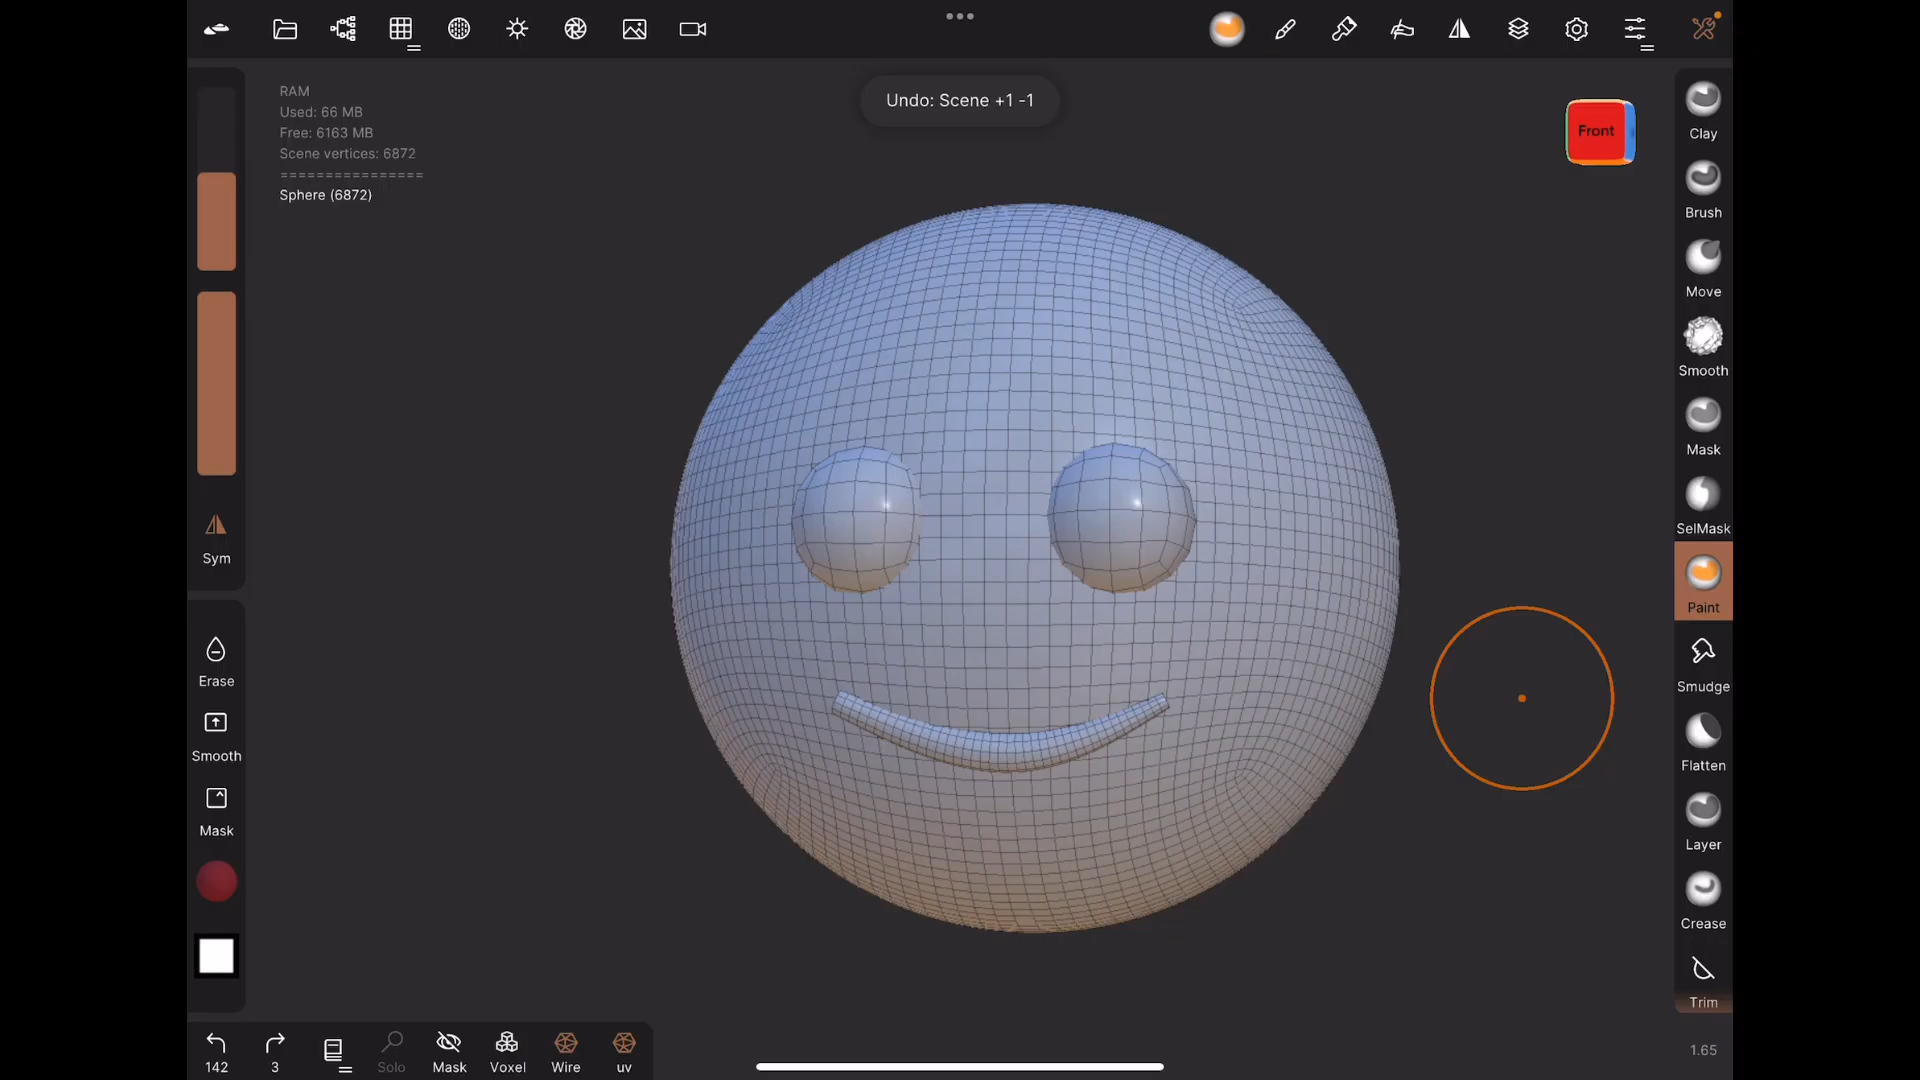 RAM
Used: 66 MB
Free: 6163 MB
Scene vertices: 6872
================
Sphere (6872)
Undo: Scene +1 -1
Front
Clay
Brush
Move
Smooth
Mask
SelMask
Paint
Smudge
Flatten
Layer
Crease
Trim
Sym
Erase
Smooth
Mask
142
3
Solo
Mask
Voxel
Wire
uv
1.65